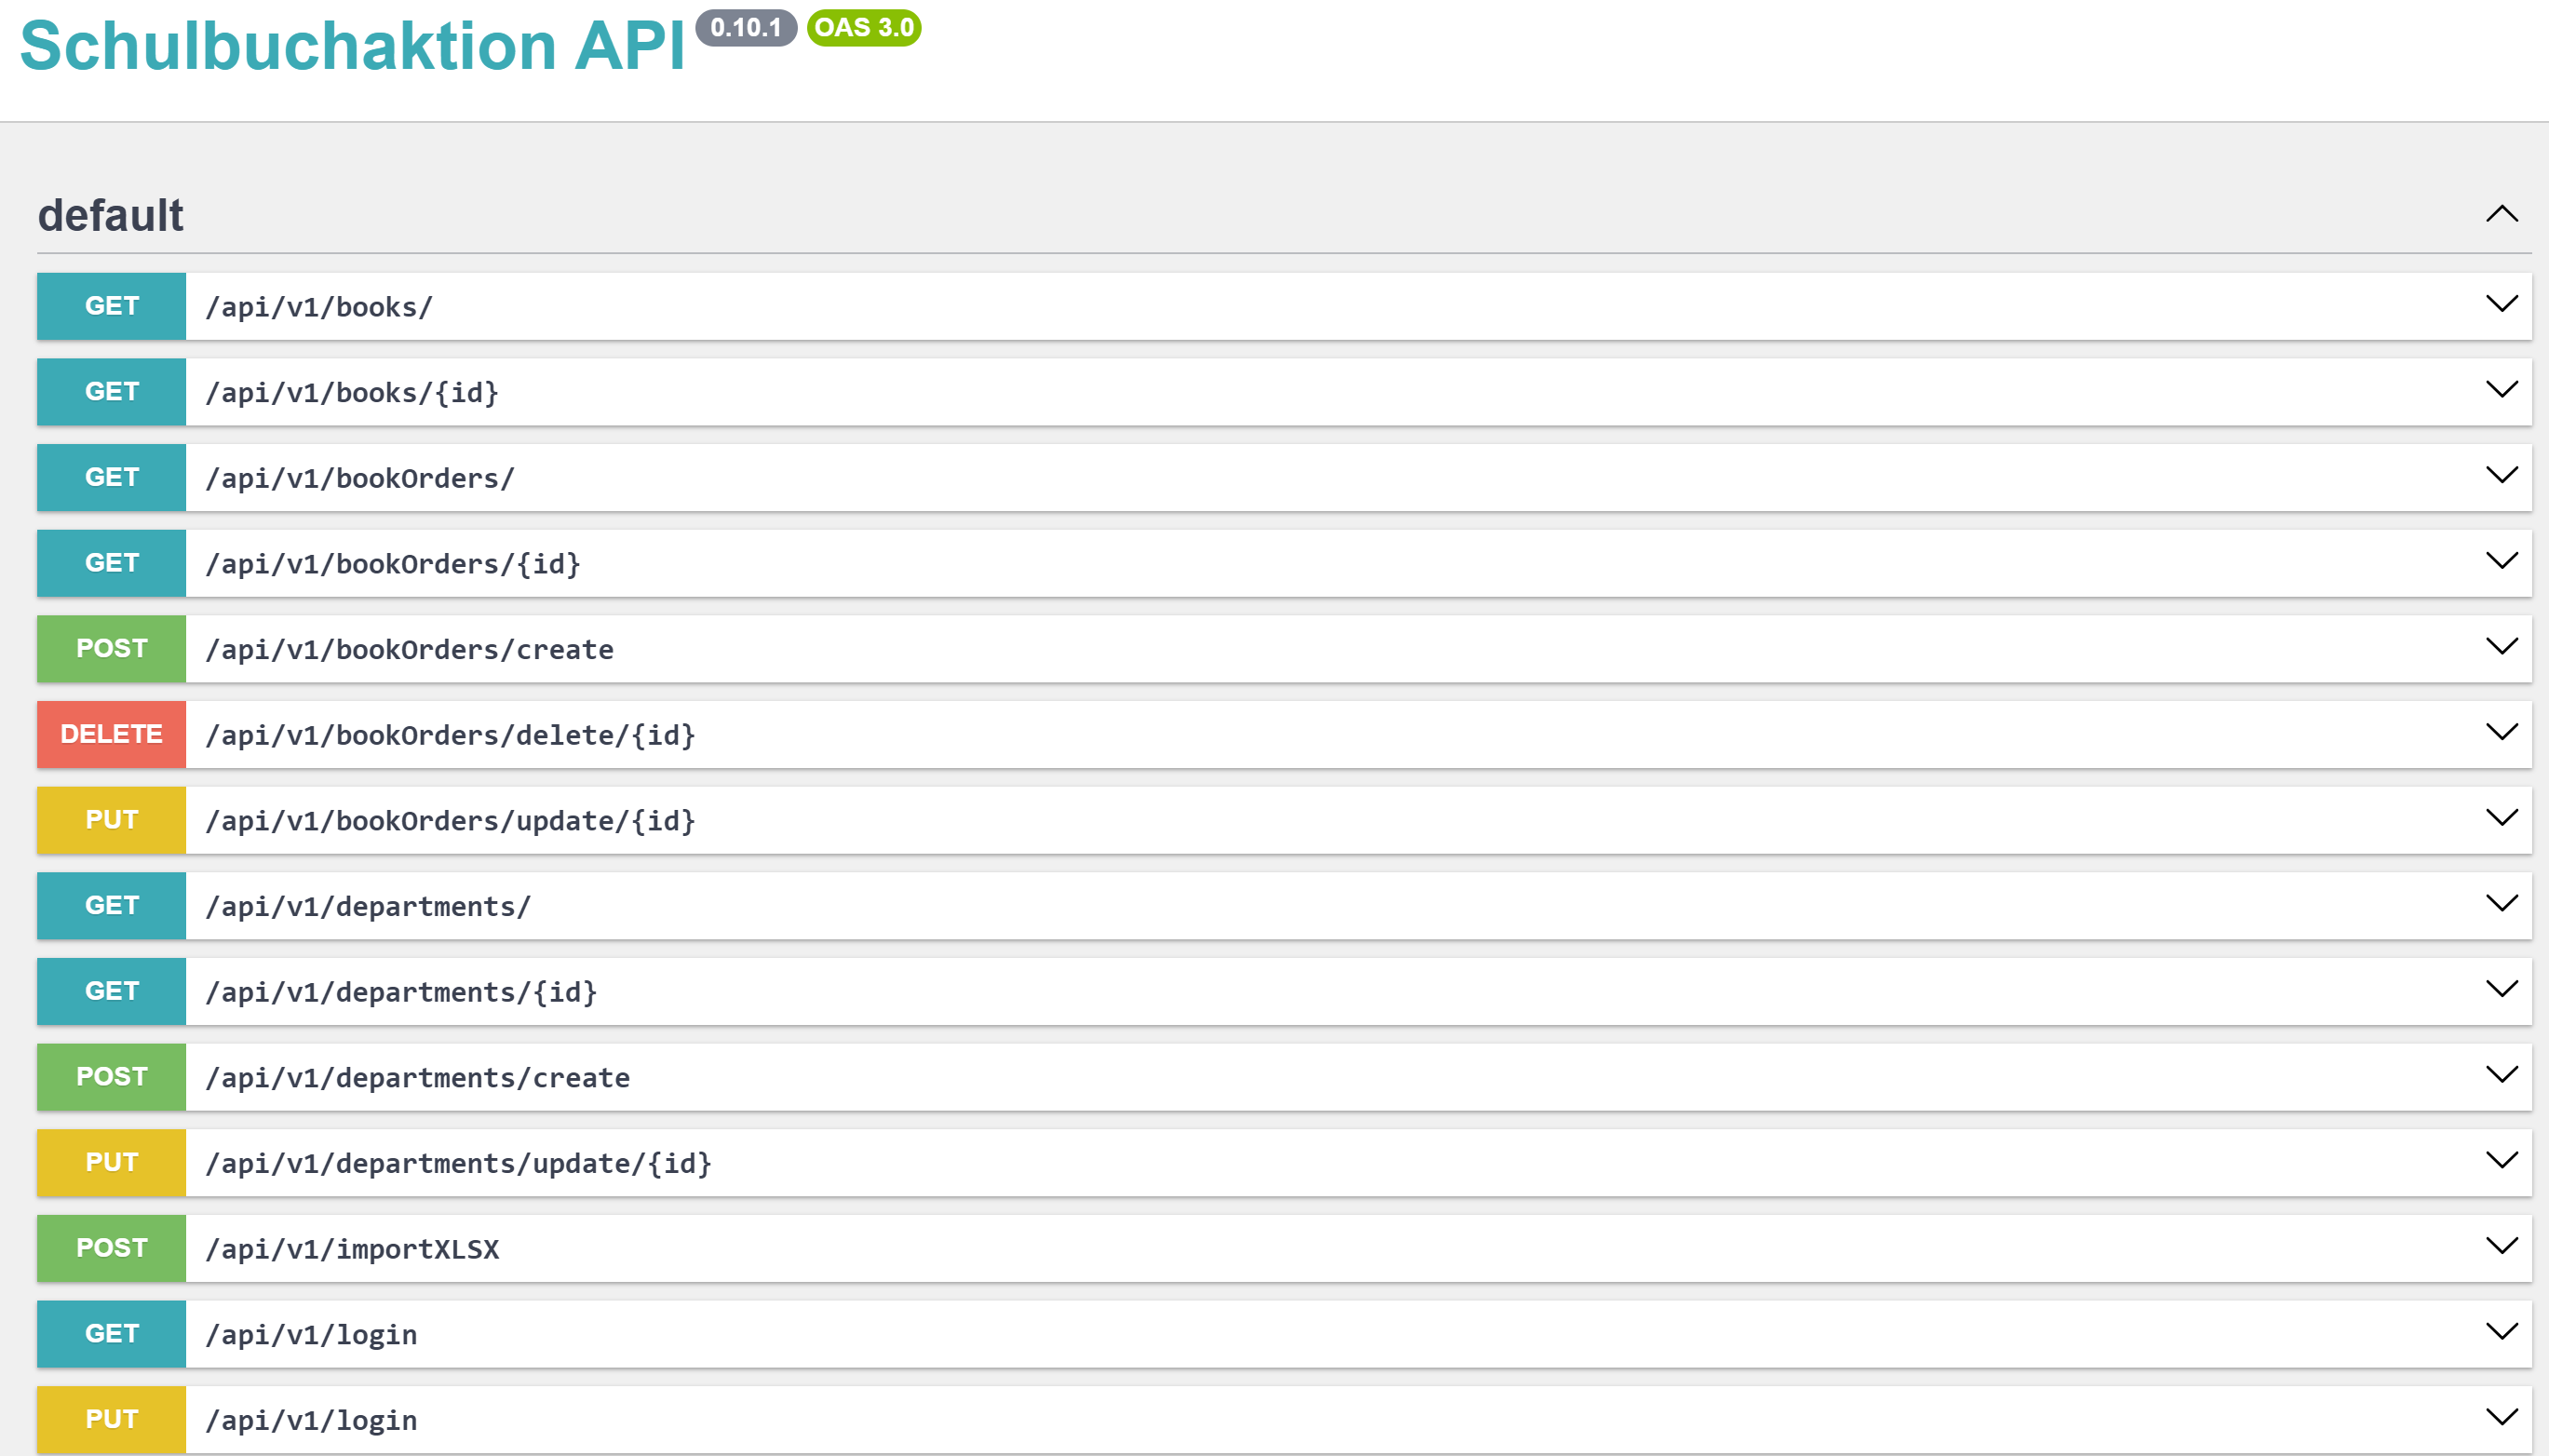 Schulbuchaktion API 0.10.1 OAS 3.0
default
GET /api/v1/books/
GET /api/v1/books/{id}
GET /api/v1/bookOrders/
GET /api/v1/bookOrders/{id}
POST /api/v1/bookOrders/create
DELETE /api/v1/bookOrders/delete/{id}
PUT /api/v1/bookOrders/update/{id}
GET /api/v1/departments/
GET /api/v1/departments/{id}
POST /api/v1/departments/create
PUT /api/v1/departments/update/{id}
POST /api/v1/importXLSX
GET /api/v1/login
PUT /api/v1/login